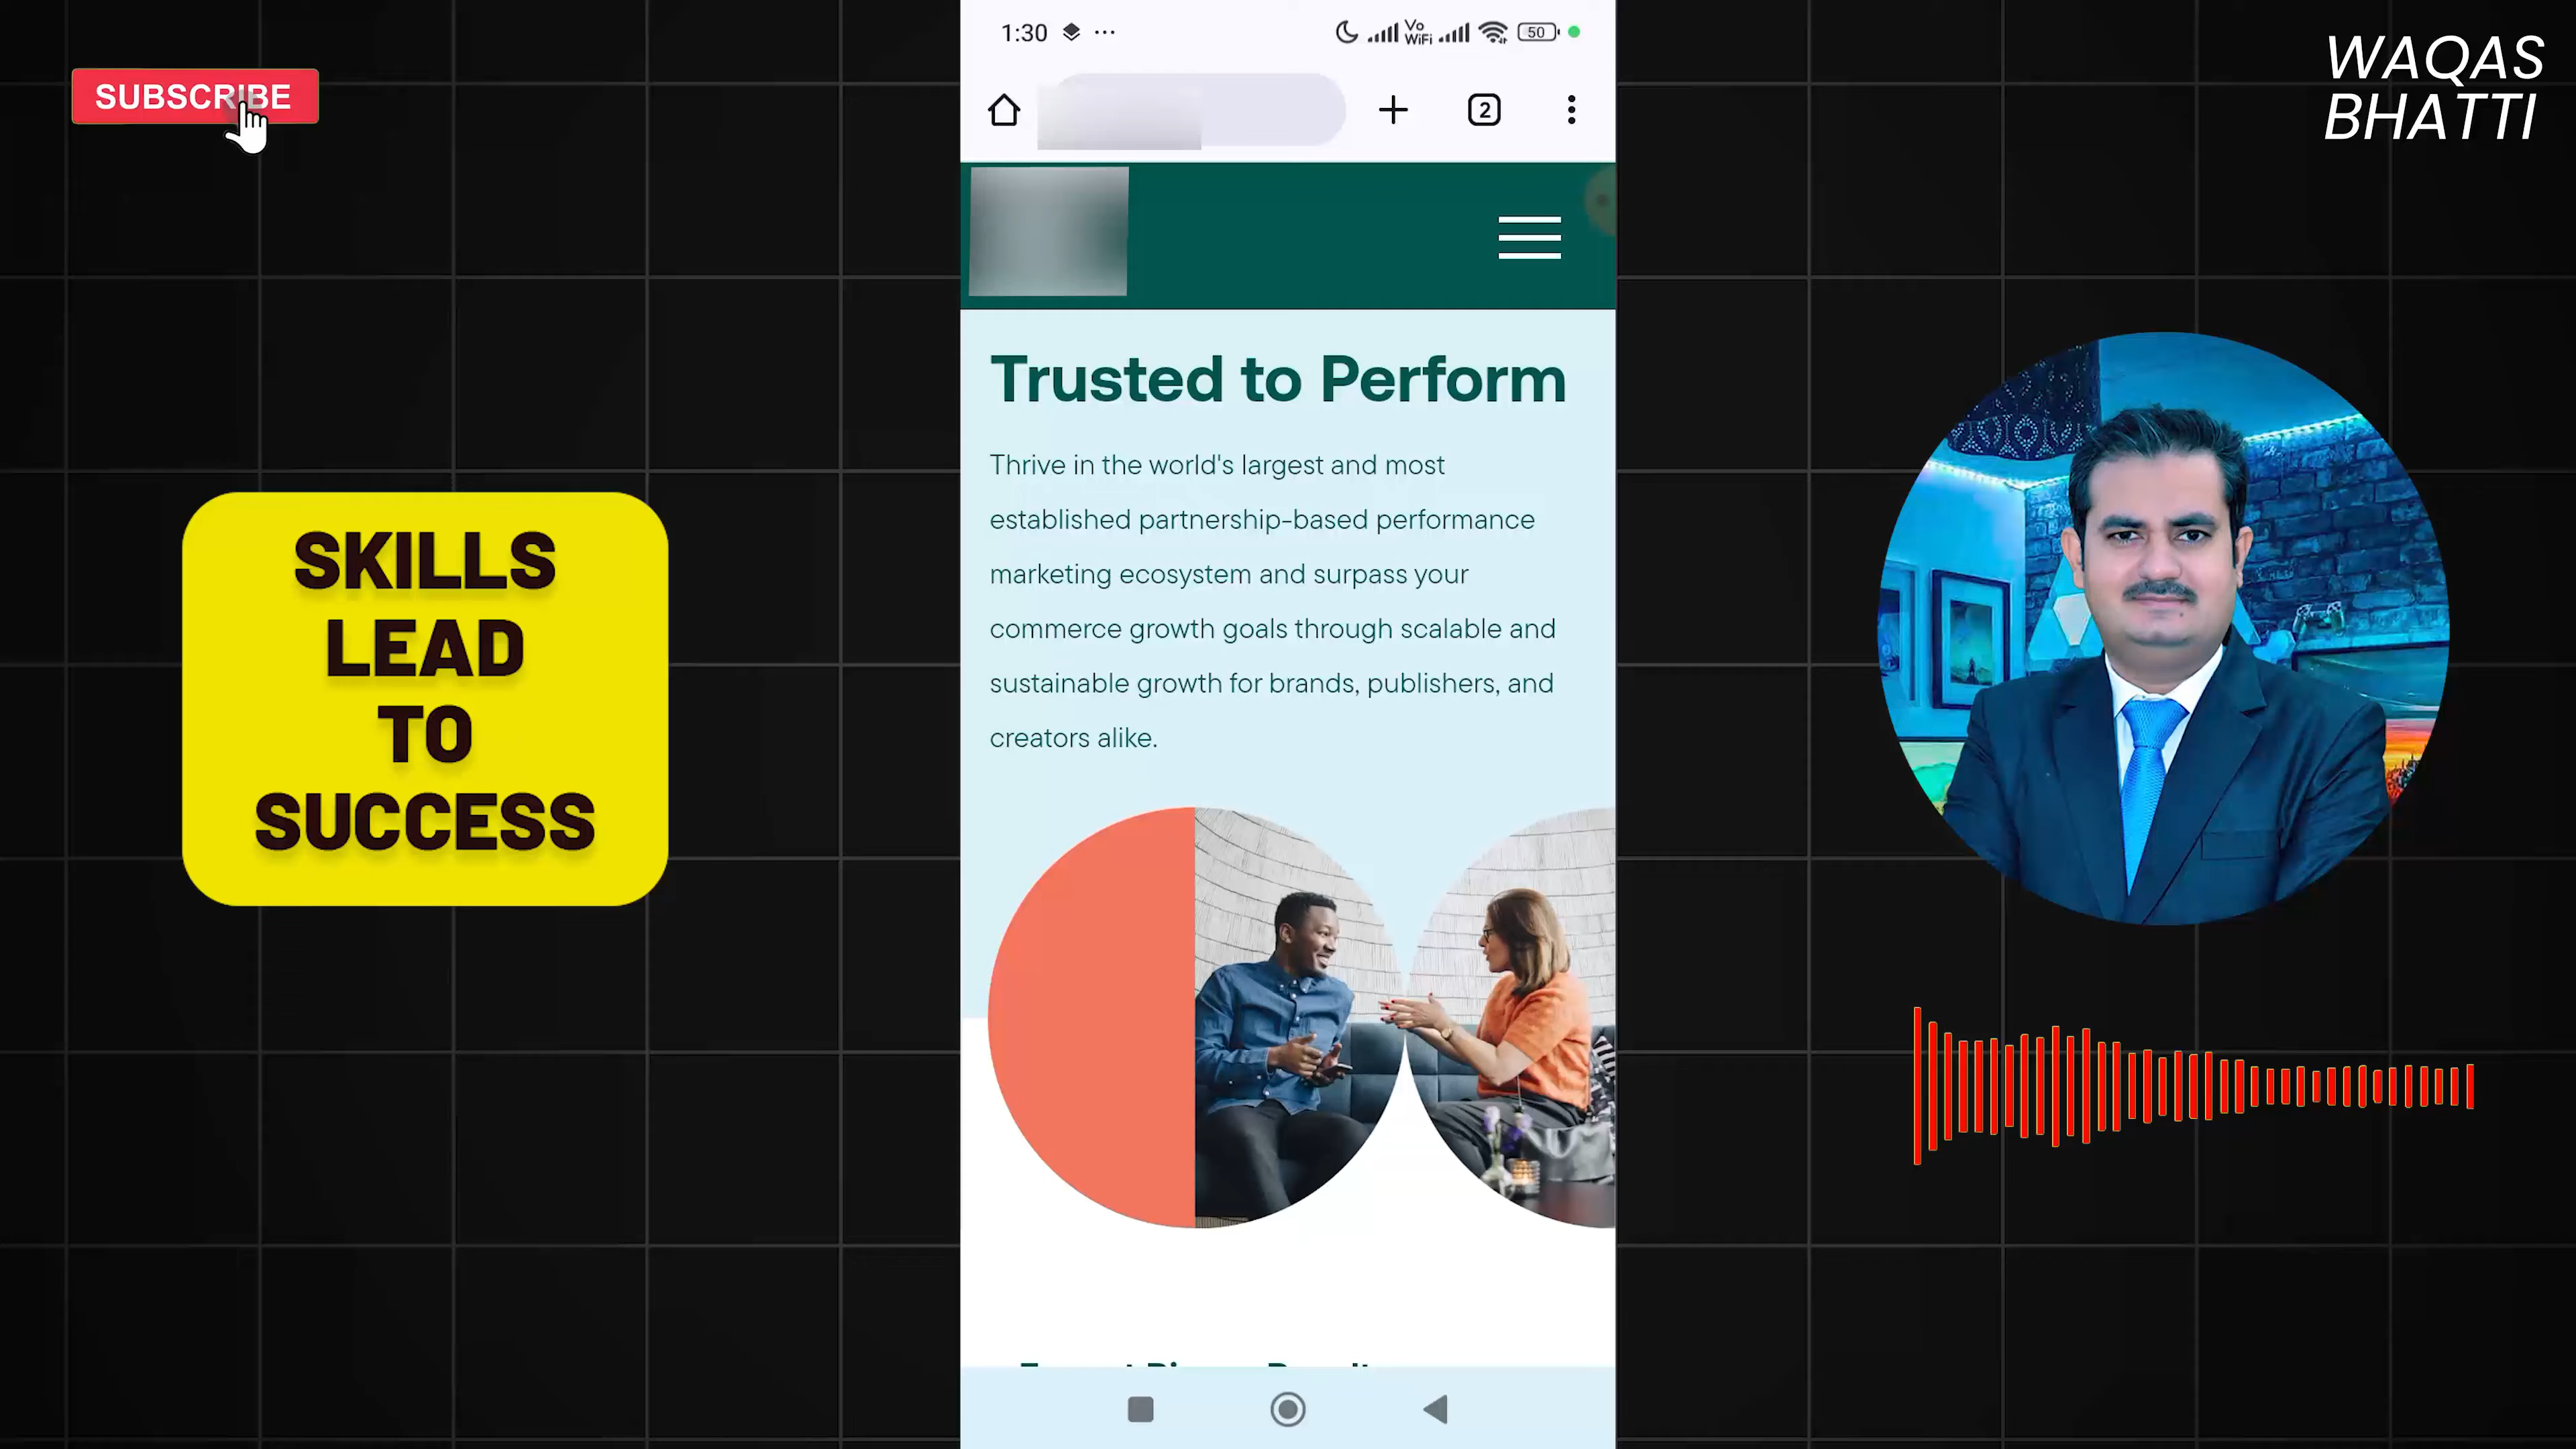 SUBSCRIBE
SKILLS
LEAD
TO
SUCCESS
1:30
Vo
WiFi
50
2
Trusted to Perform
Thrive in the world's largest and most
established partnership-based performance
marketing ecosystem and surpass your
commerce growth goals through scalable and
sustainable growth for brands, publishers, and
creators alike.
WAQAS
BHATTI